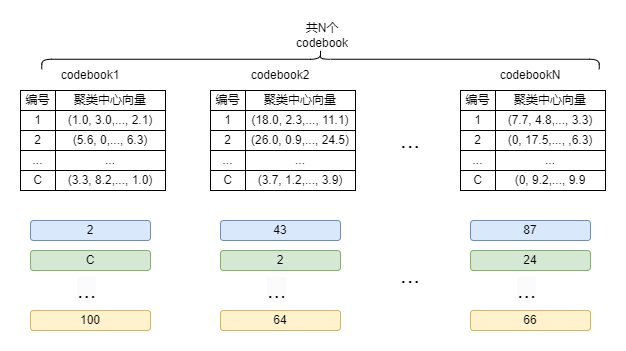 共N个
codebook
codebook1 codebook2 codebookN
编号 聚类中心向量 编号 聚类中心向量 编号 聚类中心向量
1 (1.0, 3.0,..., 2.1) 1 (18.0, 2.3,..., 11.1) 1 (7.7, 4.8,..., 3.3)
2 (5.6, 0,..., 6.3) 2 (26.0, 0.9,..., 24.5) ... 2 (0, 17.5,..., ,6.3)
... ... ... ... ... ...
C (3.3, 8.2,..., 1.0) C (3.7, 1.2,..., 3.9) C (0, 9.2,..., 9.9
2 43 87
C 2 24
... ... ... ...
100 64 66